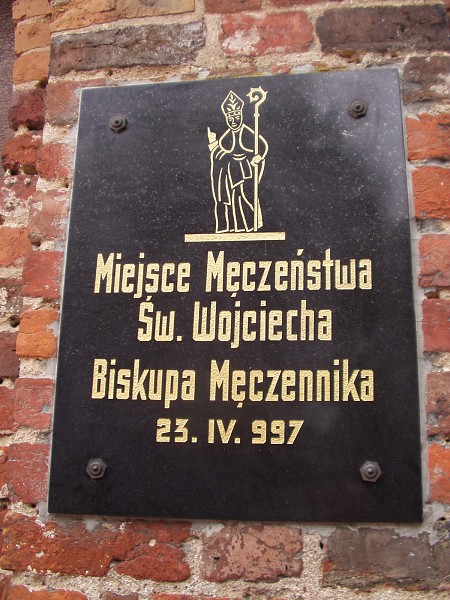 Miejsce Męczeństwa
Św. Wojciecha
Biskupa Męczennika
23. IV. 997